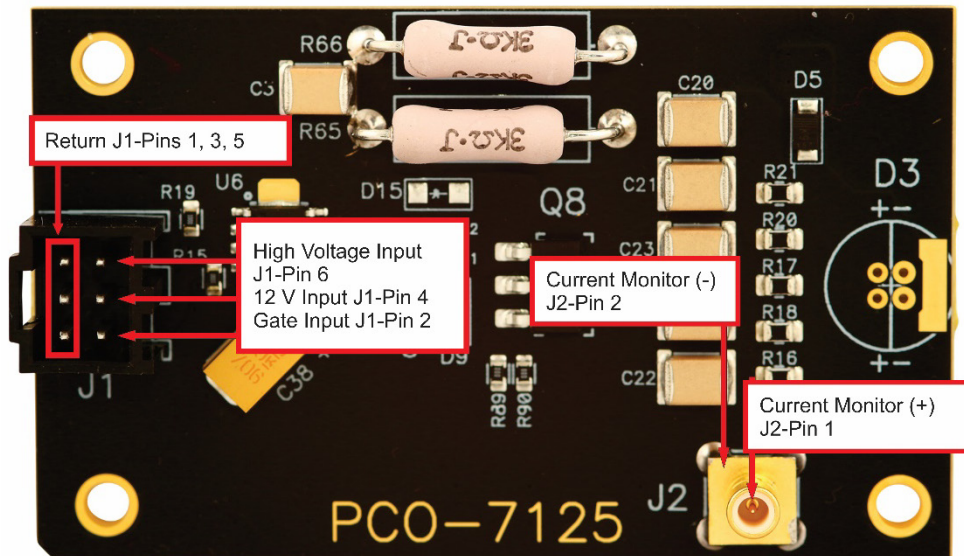 R66
3KΩ·J
C3
C20
D5
R65
3KΩ·J
Return J1-Pins 1, 3, 5
R21
C21
R19
U6
D15
D3
Q8
+-
R20
High Voltage Input
J1-Pin 6
12 V Input J1-Pin 4
Gate Input J1-Pin 2
R15
C23
Current Monitor (-)
J2-Pin 2
R17
R18
D9
+-
J1
C38
R89
R90
C22
R16
Current Monitor (+)
J2-Pin 1
J2
PCO-7125